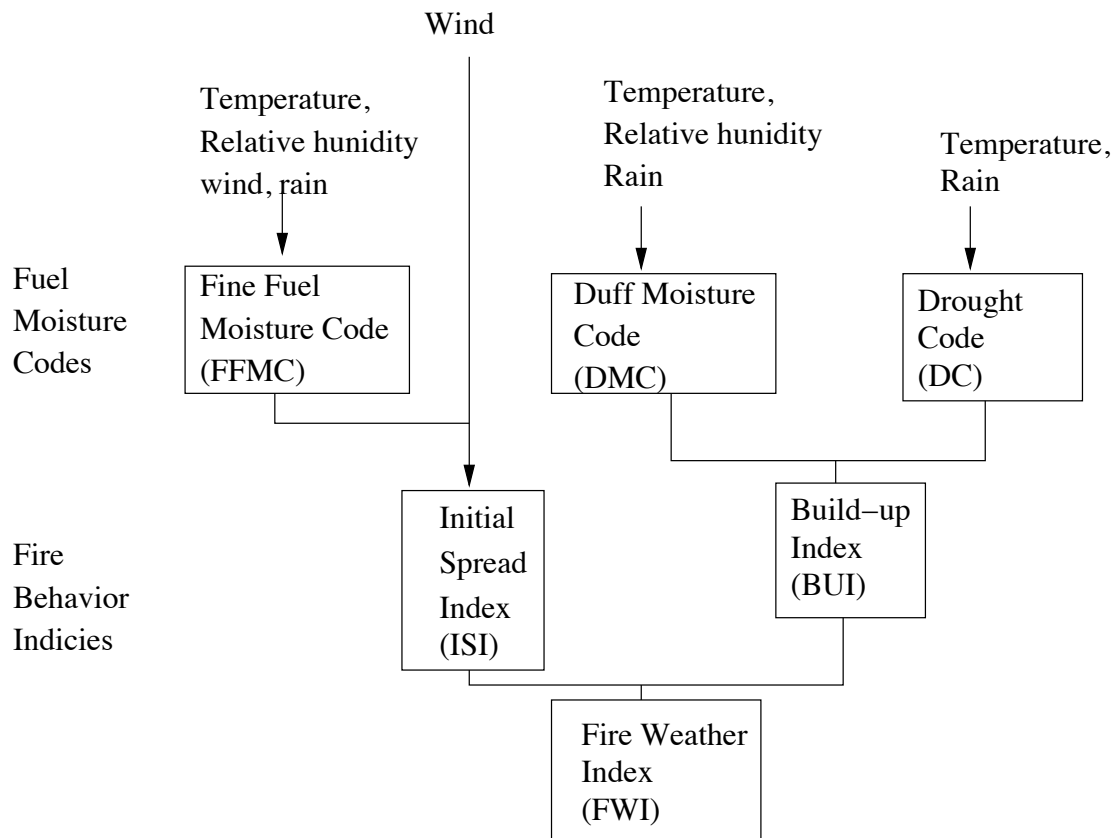 Wind
Temperature,
Relative hunidity
wind, rain
Temperature,
Relative hunidity
Rain
Temperature,
Rain
Fuel
Moisture
Codes
Fine Fuel
Moisture Code
(FFMC)
Duff Moisture
Code
(DMC)
Drought
Code
(DC)
Fire
Behavior
Indicies
Initial
Spread
Index
(ISI)
Build−up
Index
(BUI)
Fire Weather
Index
(FWI)